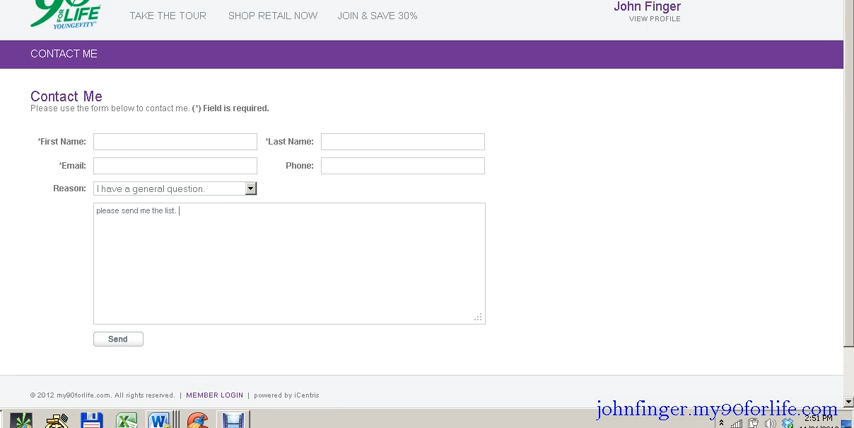 90
FOR
LIFE
YOUNGEVITY
TAKE THE TOUR SHOP RETAIL NOW JOIN & SAVE 30%
John Finger
VIEW PROFILE
CONTACT ME
Contact Me
Please use the form below to contact me. (*) Field is required.
*First Name: *Last Name:
*Email: Phone:
Reason: I have a general question.
please send me the list.
Send
© 2012 my90forlife.com. All rights reserved. | MEMBER LOGIN | powered by iCentris
johnfinger.my90forlife.com
2:51 PM